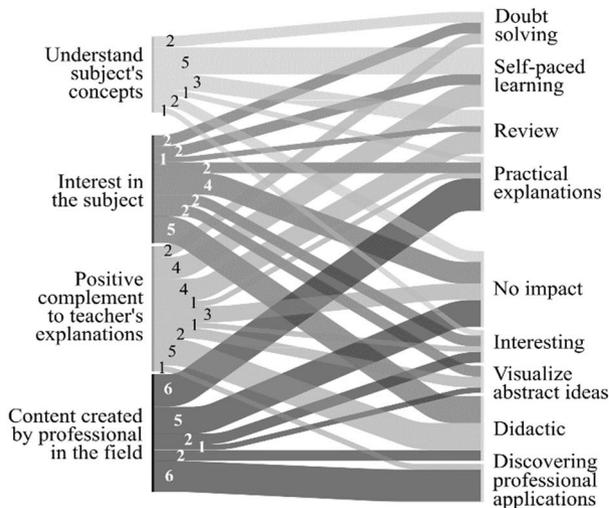 Understand
subject's
concepts
2
5
3
1
2
1
Interest in
the subject
2
2
1
2
4
2
2
5
Positive
complement
to teacher's
explanations
2
4
4
1
3
1
2
5
1
Content created
by professional
in the field
6
5
2
1
2
6
Doubt
solving
Self-paced
learning
Review
Practical
explanations
No impact
Interesting
Visualize
abstract ideas
Didactic
Discovering
professional
applications